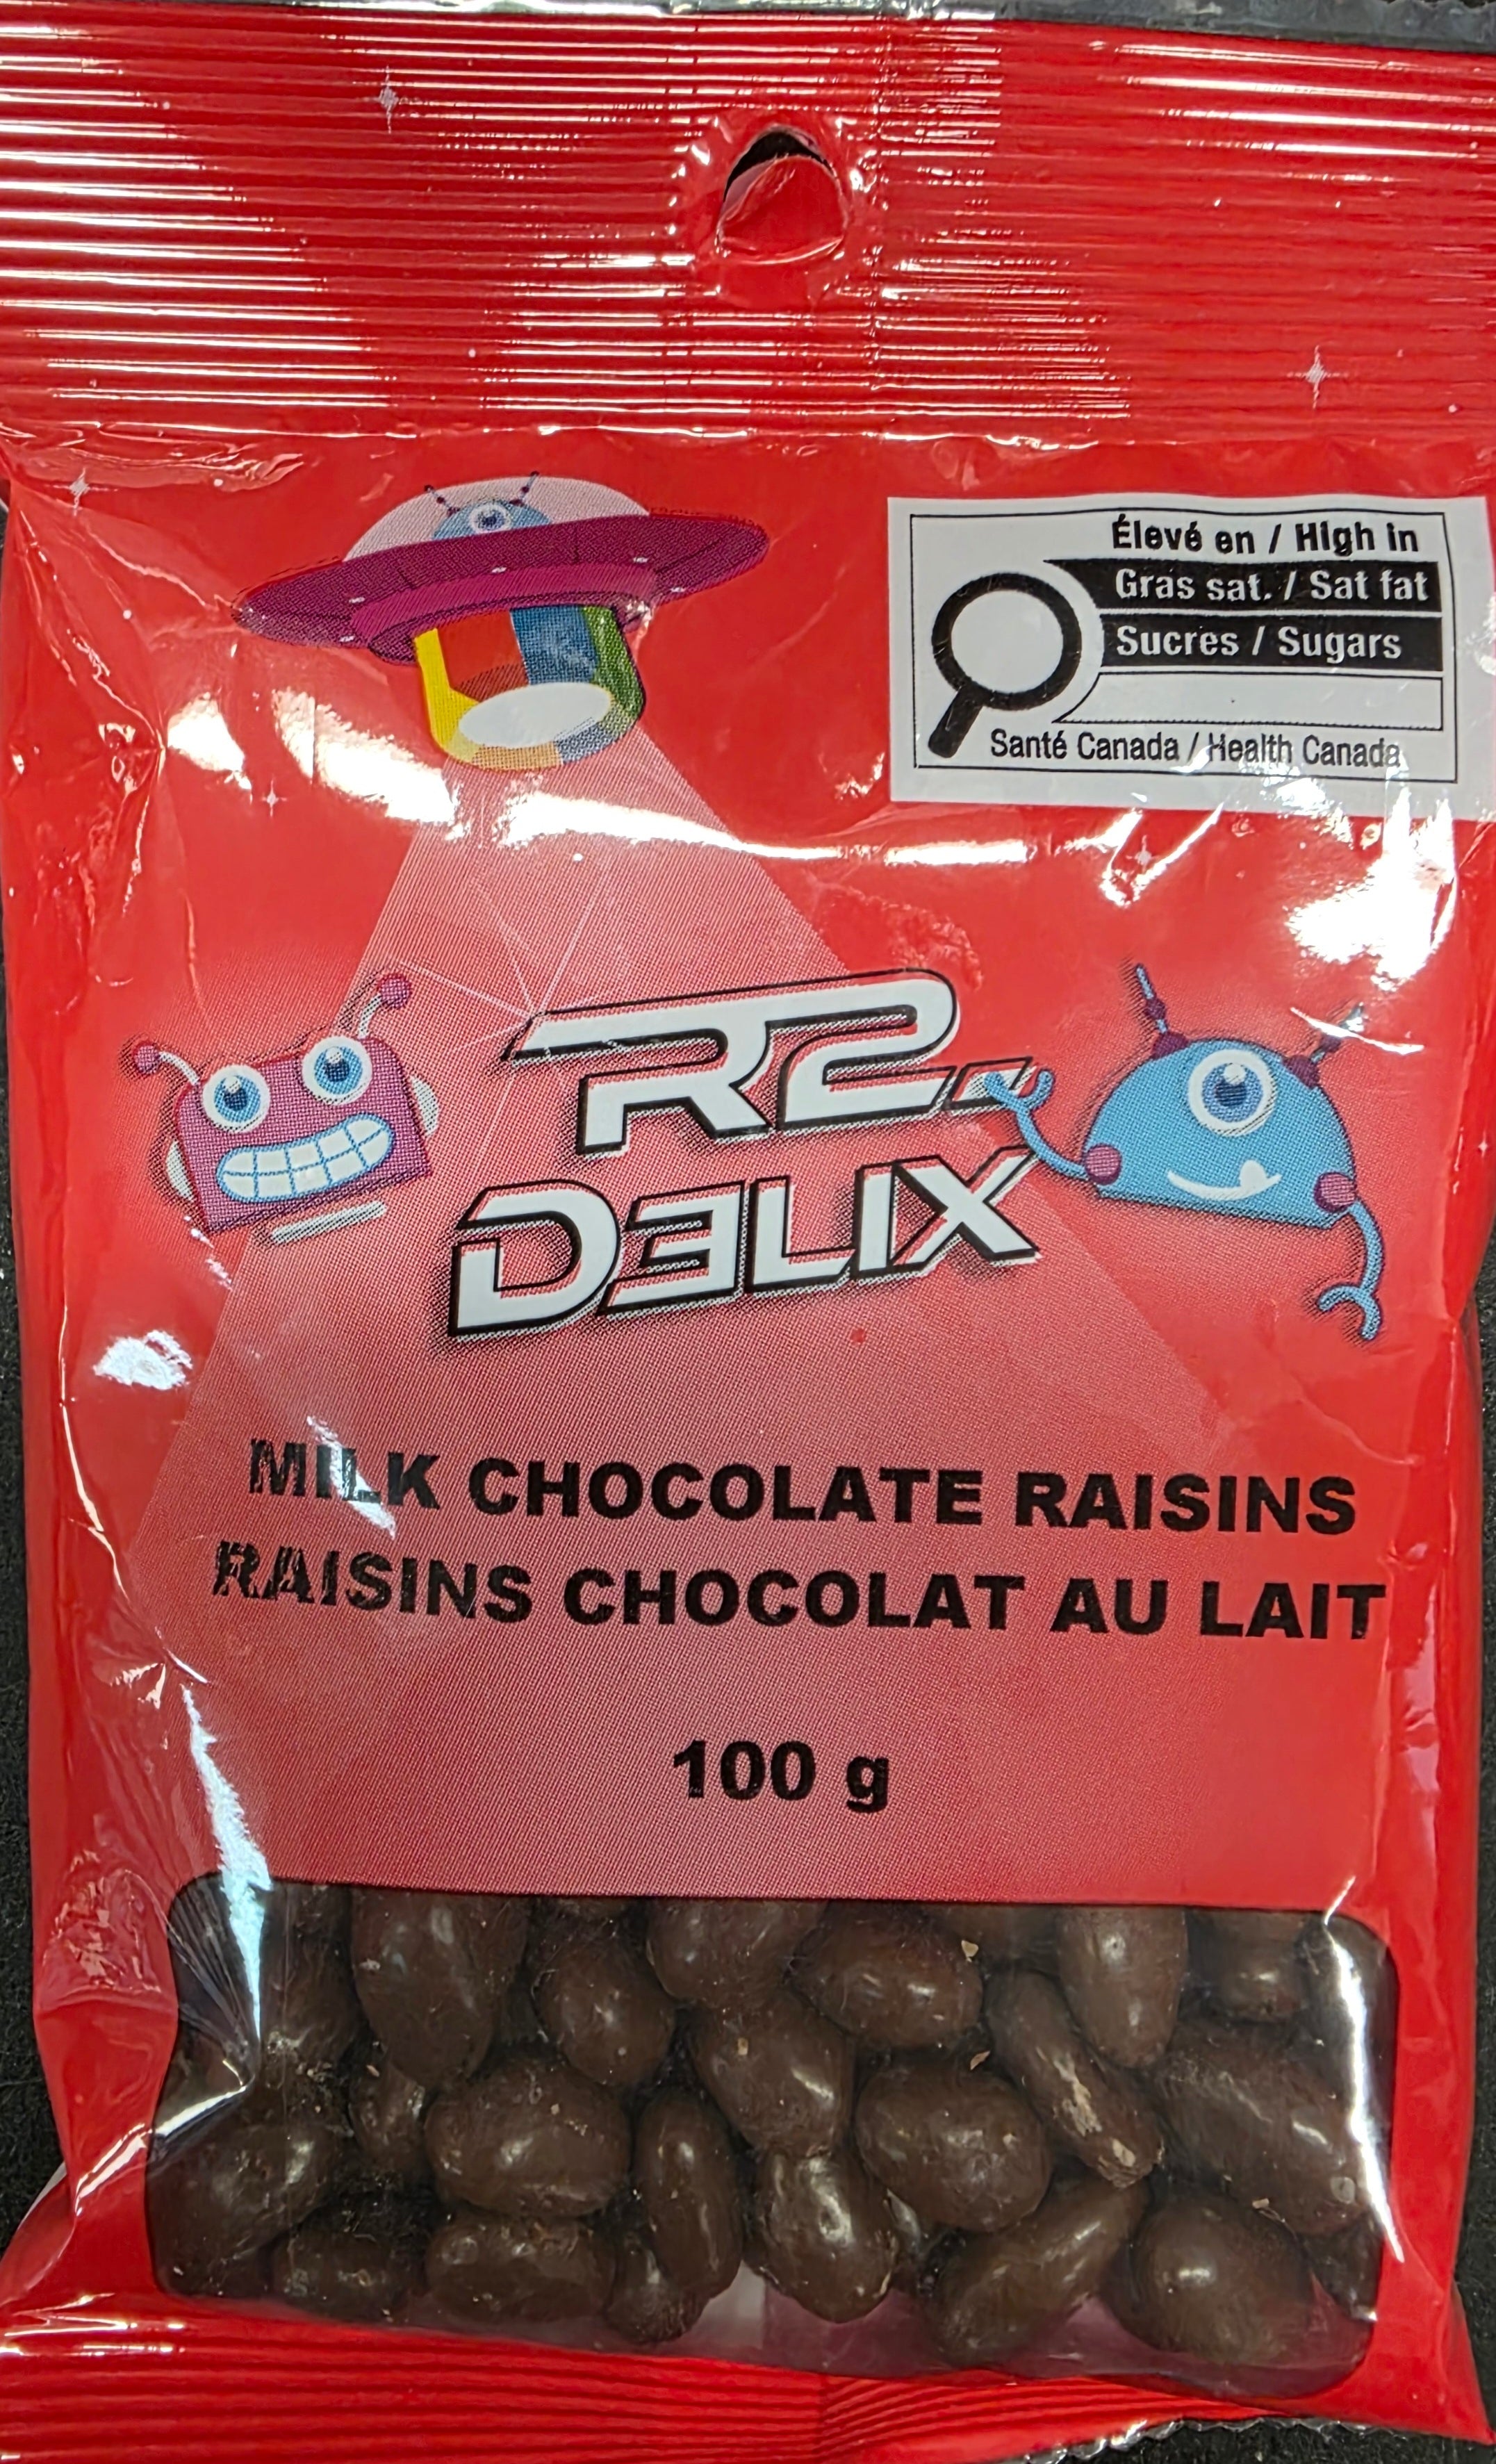 Élevé en / High in
Gras sat. / Sat fat
Sucres / Sugars
Santé Canada / Health Canada
R2
DELIX
MILK CHOCOLATE RAISINS
RAISINS CHOCOLAT AU LAIT
100 g